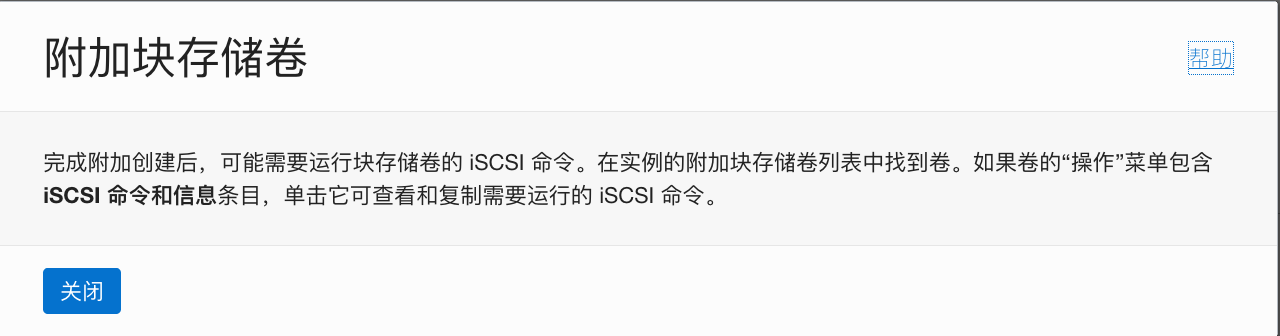 附加块存储卷
帮助
完成附加创建后，可能需要运行块存储卷的 iSCSI 命令。在实例的附加块存储卷列表中找到卷。如果卷的“操作”菜单包含
iSCSI 命令和信息条目，单击它可查看和复制需要运行的 iSCSI 命令。
关闭